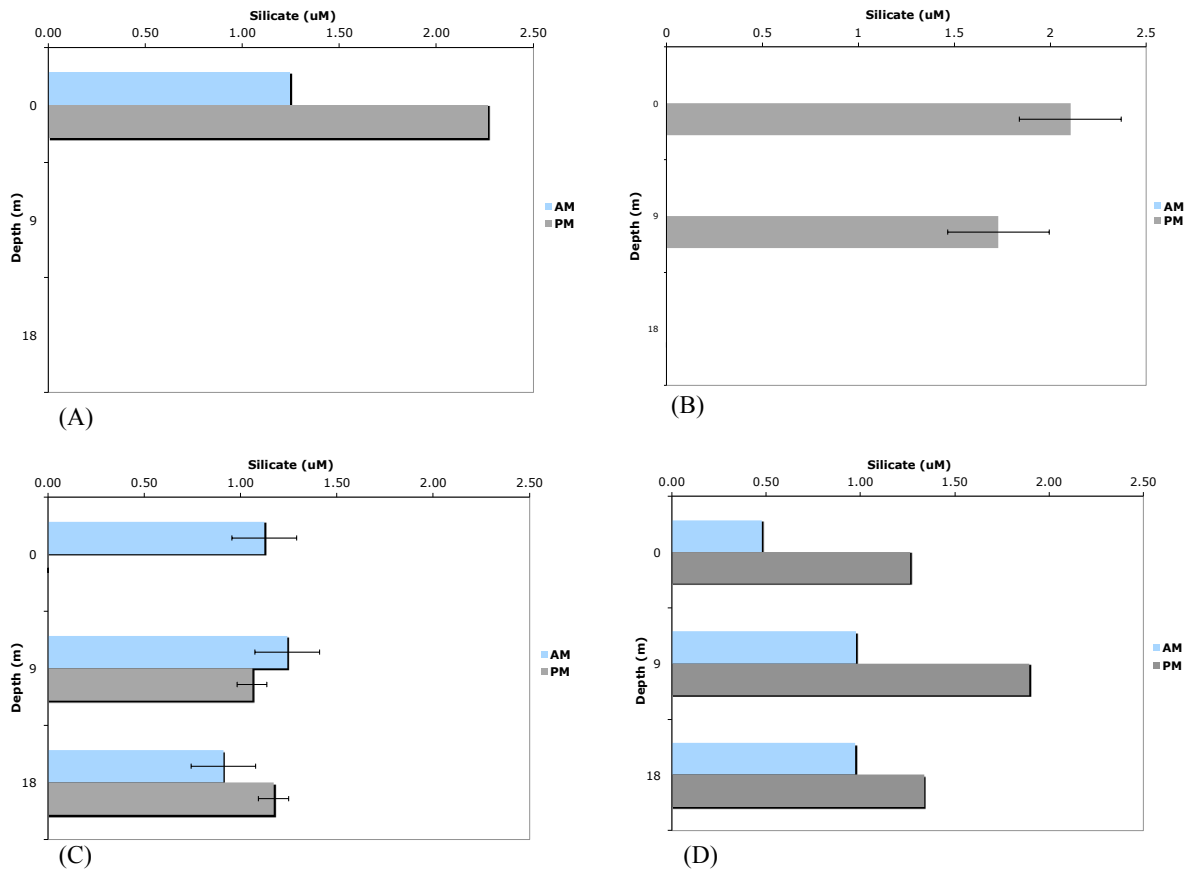 Silicate (uM)
0.00 0.50 1.00 1.50 2.00 2.50
0
9
18
Depth (m)
AM
PM
(A)
Silicate (uM)
0 0.5 1 1.5 2 2.5
0
9
18
Depth (m)
AM
PM
(B)
Silicate (uM)
0.00 0.50 1.00 1.50 2.00 2.50
0
9
18
Depth (m)
AM
PM
(C)
Silicate (uM)
0.00 0.50 1.00 1.50 2.00 2.50
0
9
18
Depth (m)
AM
PM
(D)